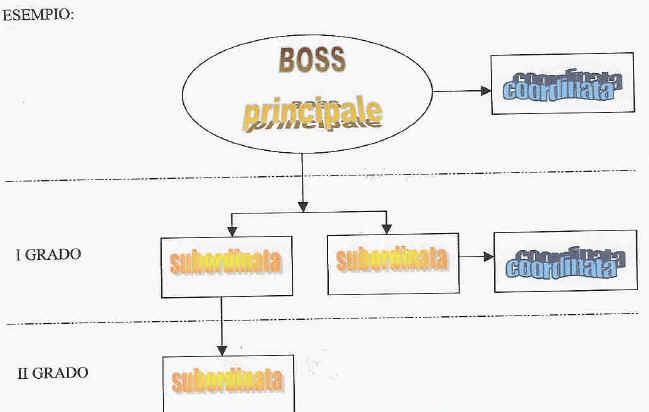 ESEMPIO:
BOSS
principale
coordinata
I GRADO
subordinata
subordinata
coordinata
II GRADO
subordinata